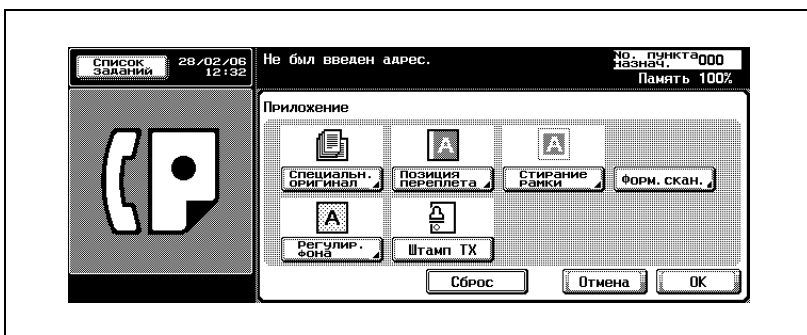 Список
заданий
28/02/06
12:32
Не был введен адрес.
No. пункта
назнач.
000
Память 100%
Приложение
Специальн.
оригинал
Позиция
переплета
Стирание
рамки
Форм.скан.
Регулир.
фона
Штамп TX
Сброс
Отмена
OK